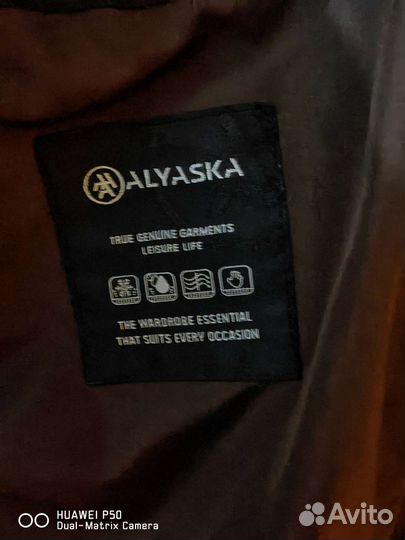 ALYASKA
TRUE GENUINE GARMENTS
LEISURE LIFE
THE WARDROBE ESSENTIAL
THAT SUITS EVERY OCCASION
HUAWEI P50
Dual-Matrix Camera
Avito